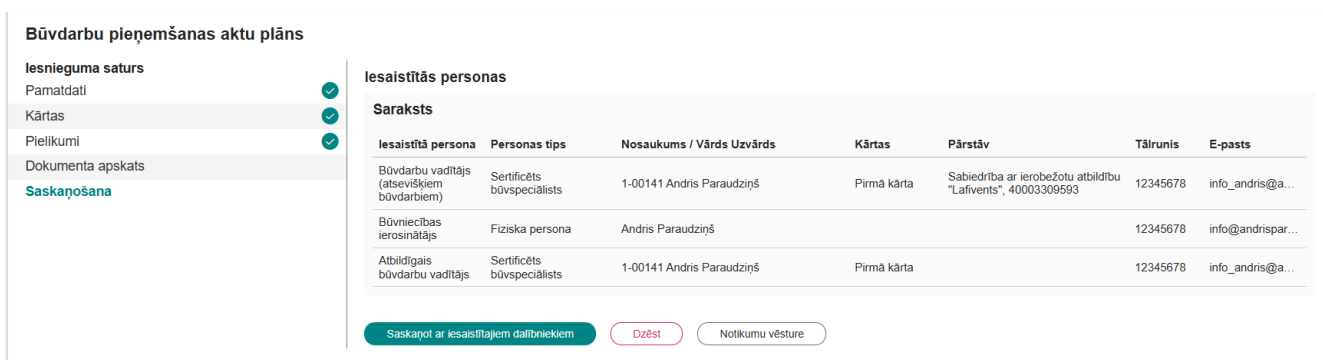 Būvdarbu pieņemšanas aktu plāns
Iesnieguma saturs
Pamatdati
Kārtas
Pielikumi
Dokumenta apskats
Saskaņošana
Iesaistītās personas
Saraksts
Iesaistītā persona Personas tips Nosaukums / Vārds Uzvārds Kārtas Pārstāv Tālrunis E-pasts
Būvdarbu vadītājs
(atsevišķiem
būvdarbiem)
Sertificēts
būvspeciālists
1-00141 Andris Paraudziņš
Pirmā kārta
Sabiedrība ar ierobežotu atbildību
"Lafivents", 40003309593
12345678
info_andris@a...
Būvniecības
ierosinātājs
Fiziska persona
Andris Paraudziņš
12345678
info@andrispar...
Atbildīgais
būvdarbu vadītājs
Sertificēts
būvspeciālists
1-00141 Andris Paraudziņš
Pirmā kārta
12345678
info_andris@a...
Saskaņot ar iesaistītajiem dalībniekiem
Dzēst
Notikumu vēsture